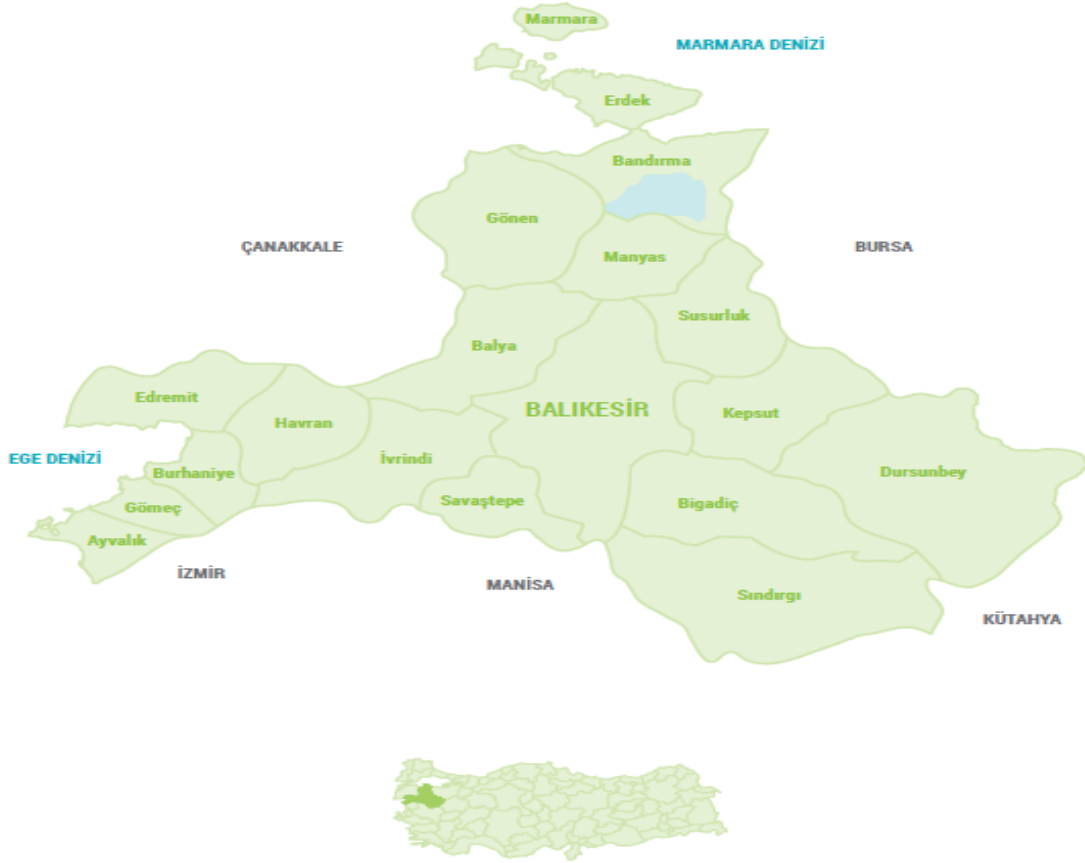 Marmara
MARMARA DENİZİ
Erdek
Bandırma
Gönen
ÇANAKKALE
BURSA
Manyas
Susurluk
Balya
Edremit
BALIKESİR
Kepsut
Havran
EGE DENİZİ
İvrindi
Burhaniye
Dursunbey
Savaştepe
Bigadiç
Gömeç
Ayvalık
İZMİR
MANİSA
Sındırgı
KÜTAHYA